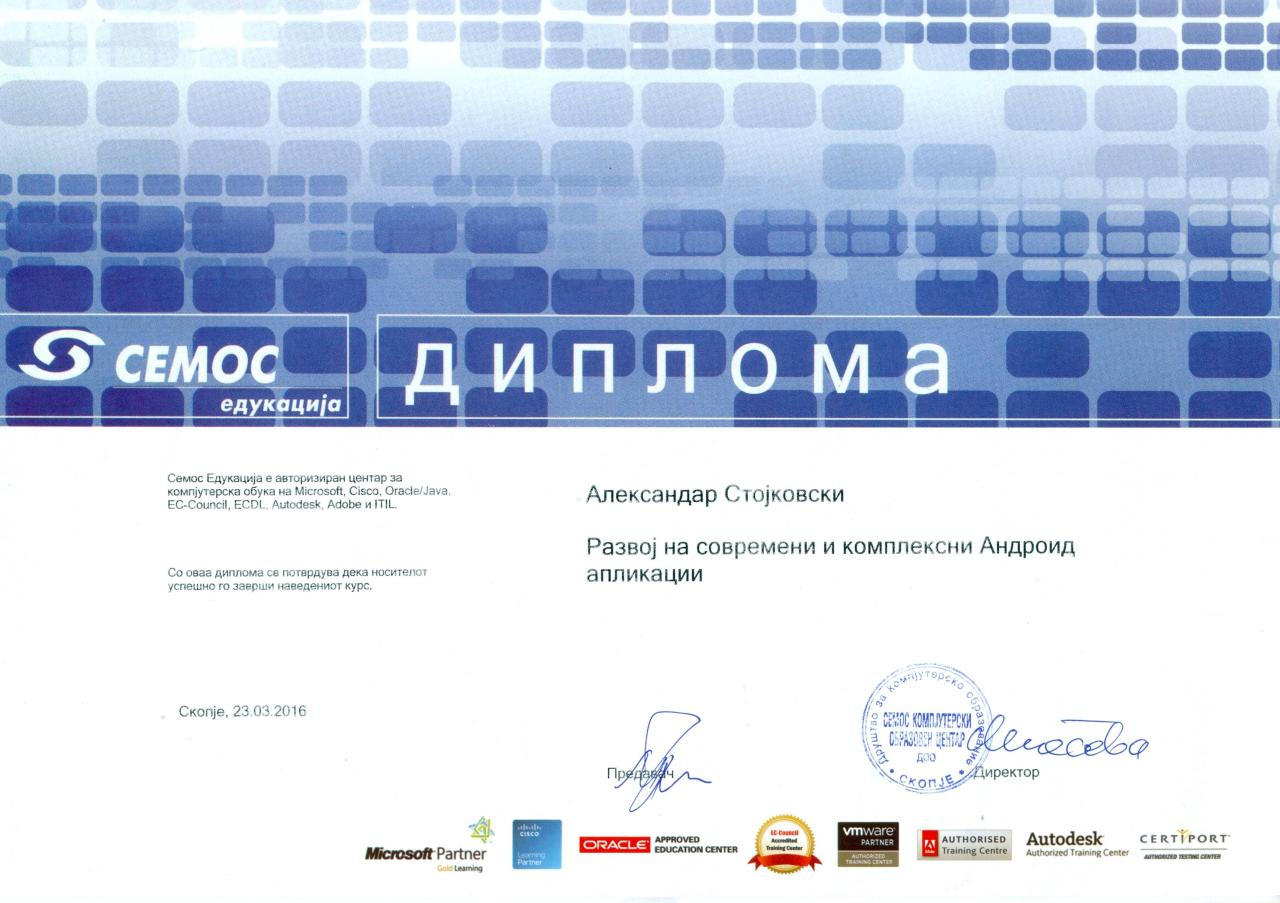 СЕМОС
едукација
диплома
Семос Едукација е авторизиран центар за
компјутерска обука на Microsoft, Cisco, Oracle/Java,
EC-Council, ECDL, Autodesk, Adobe и ITIL.
Александар Стојковски
Развој на современи и комплексни Андроид
апликации
Со оваа диплома се потврдува дека носителот
успешно го заврши наведениот курс.
Скопје, 23.03.2016
Предавач
Друштво за компјутерско образование
СЕМОС КОМПЈУТЕРСКИ
ОБРАЗОВЕН ЦЕНТАР
ДОО
СКОПЈЕ
Директор
Microsoft Partner
Gold Learning
CISCO
Learning
Partner
ORACLE APPROVED
EDUCATION CENTER
EC-Council
Accredited
Training Center
vmware
PARTNER
AUTHORIZED
TRAINING CENTER
Adobe
AUTHORISED
Training Centre
Autodesk
Authorized Training Center
CERTIPORT
AUTHORIZED TESTING CENTER